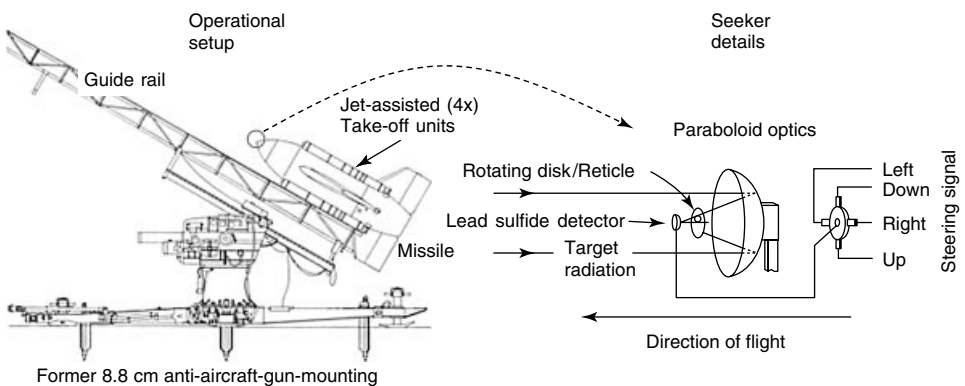 Operational
setup
Seeker
details
Guide rail
Jet-assisted (4x)
Take-off units
Missile
Former 8.8 cm anti-aircraft-gun-mounting
Paraboloid optics
Rotating disk/Reticle
Lead sulfide detector
Target
radiation
Left
Down
Right
Up
Steering signal
Direction of flight